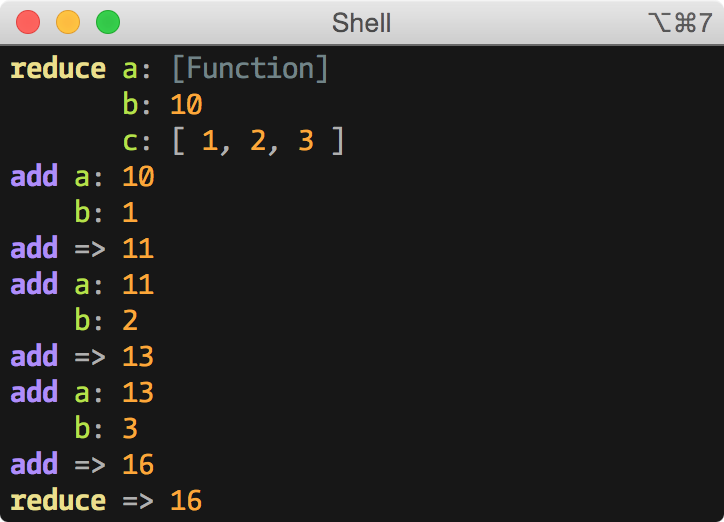 Shell ⌥⌘7
reduce a: [Function]
b: 10
c: [ 1, 2, 3 ]
add a: 10
b: 1
add => 11
add a: 11
b: 2
add => 13
add a: 13
b: 3
add => 16
reduce => 16